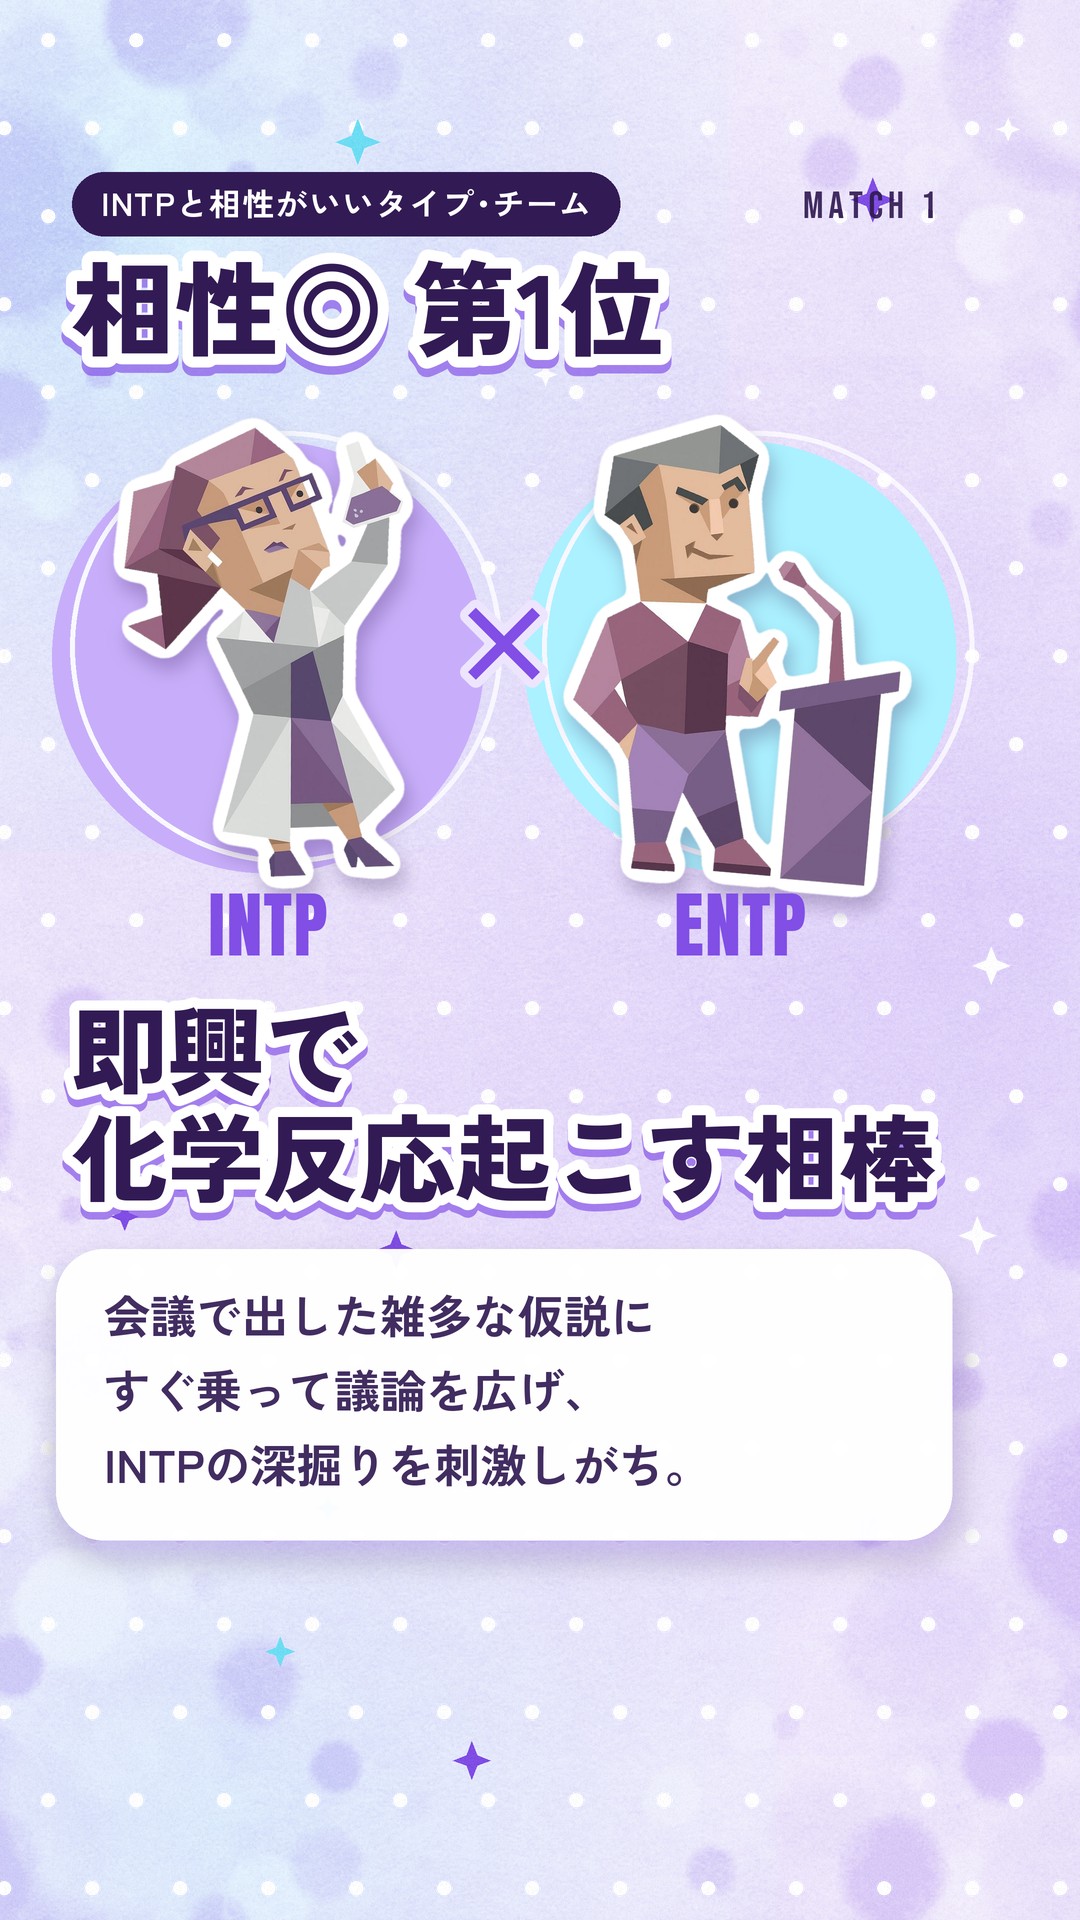 INTPと相性がいいタイプ・チーム
MATCH 1
相性◎ 第1位
INTP
ENTP
即興で
化学反応起こす相棒
会議で出した雑多な仮説に
すぐ乗って議論を広げ、
INTPの深掘りを刺激しがち。